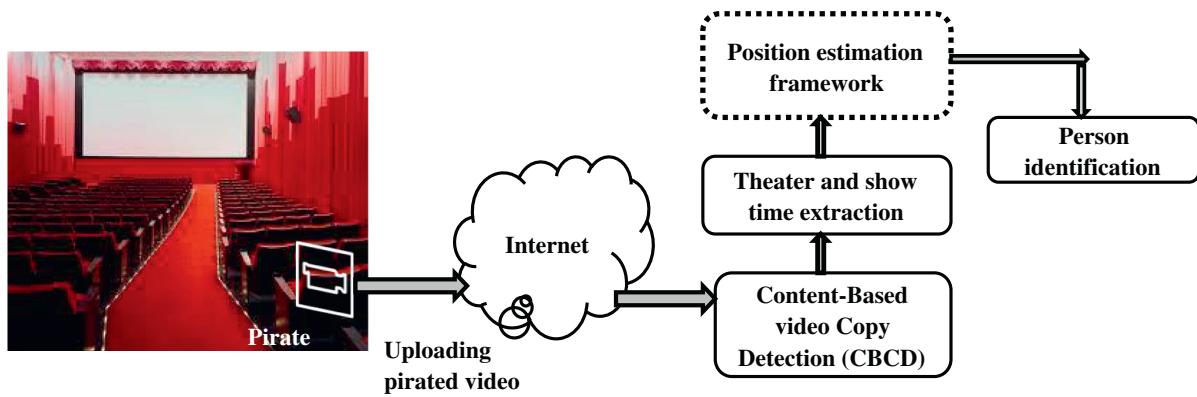 Pirate
Uploading
pirated video
Internet
Content-Based
video Copy
Detection (CBCD)
Theater and show
time extraction
Position estimation
framework
Person
identification